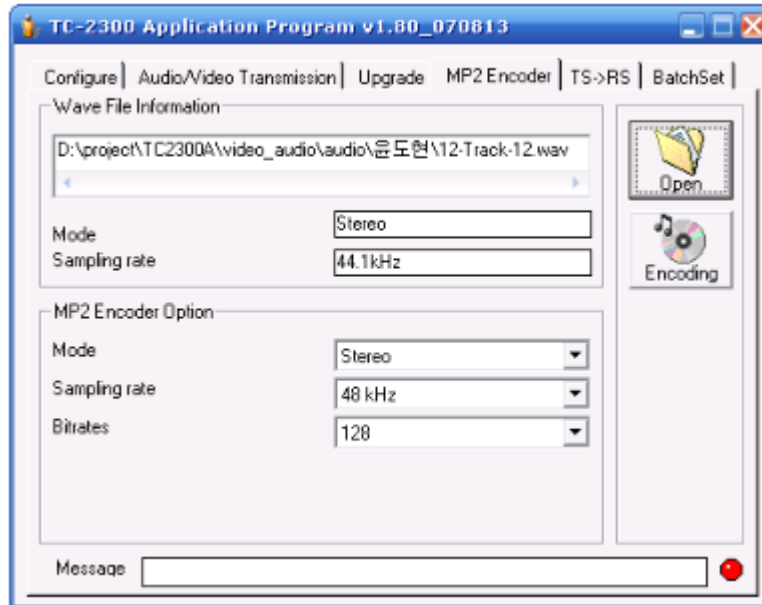 TC-2300 Application Program v1.80_070813
Configure Audio/Video Transmission Upgrade MP2 Encoder TS->RS BatchSet
Wave File Information
D:\project\TC2300A\video_audio\audio\윤도현\12-Track-12.wav
Open
Mode Stereo
Sampling rate 44.1kHz
Encoding
MP2 Encoder Option
Mode Stereo
Sampling rate 48 kHz
Bitrates 128
Message